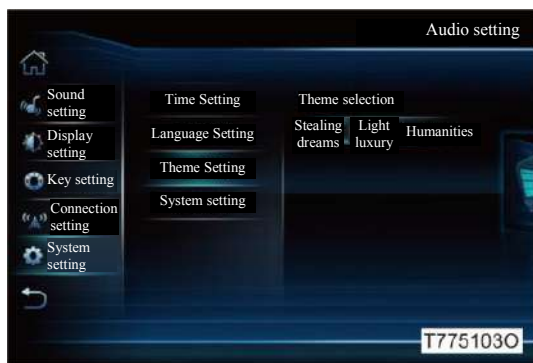 Audio setting
Sound
setting
Display
setting
Key setting
Connection
setting
System
setting
Time Setting
Language Setting
Theme Setting
System setting
Theme selection
Stealing
dreams
Light
luxury
Humanities
T775103O